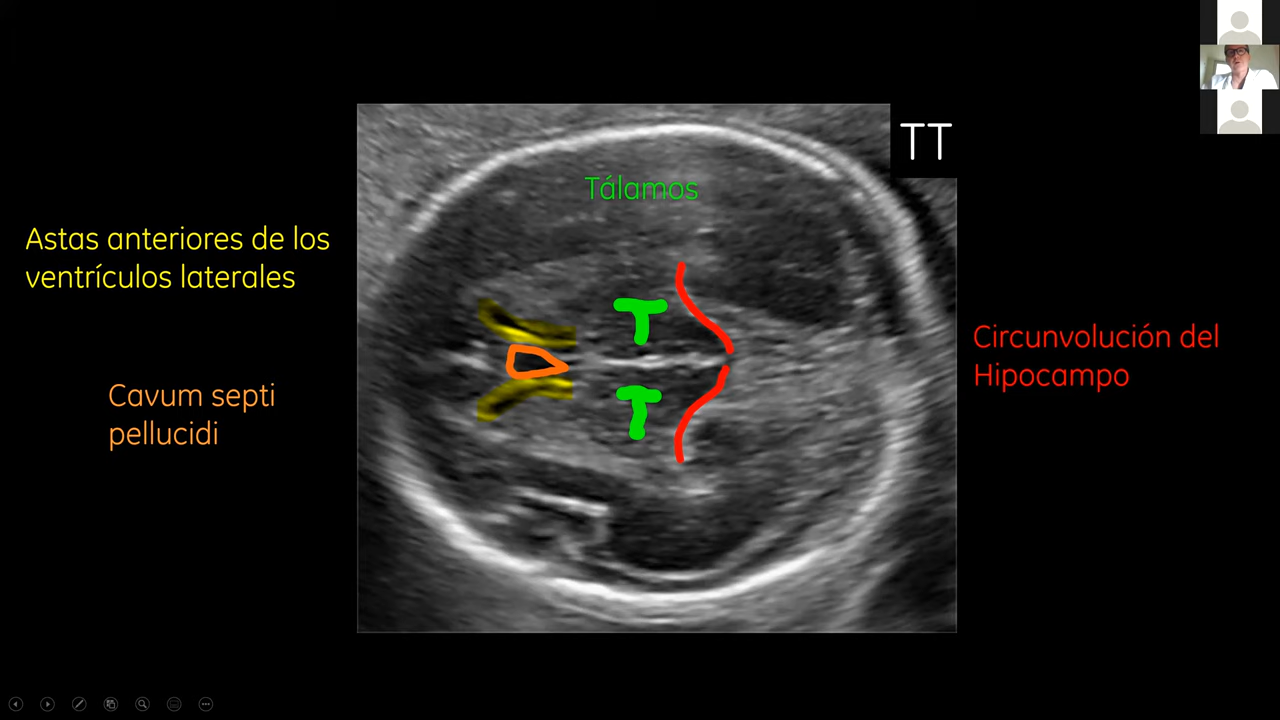 TT
Tálamos
Astas anteriores de los
ventrículos laterales
Cavum septi
pellucidi
T
T
Circunvolución del
Hipocampo